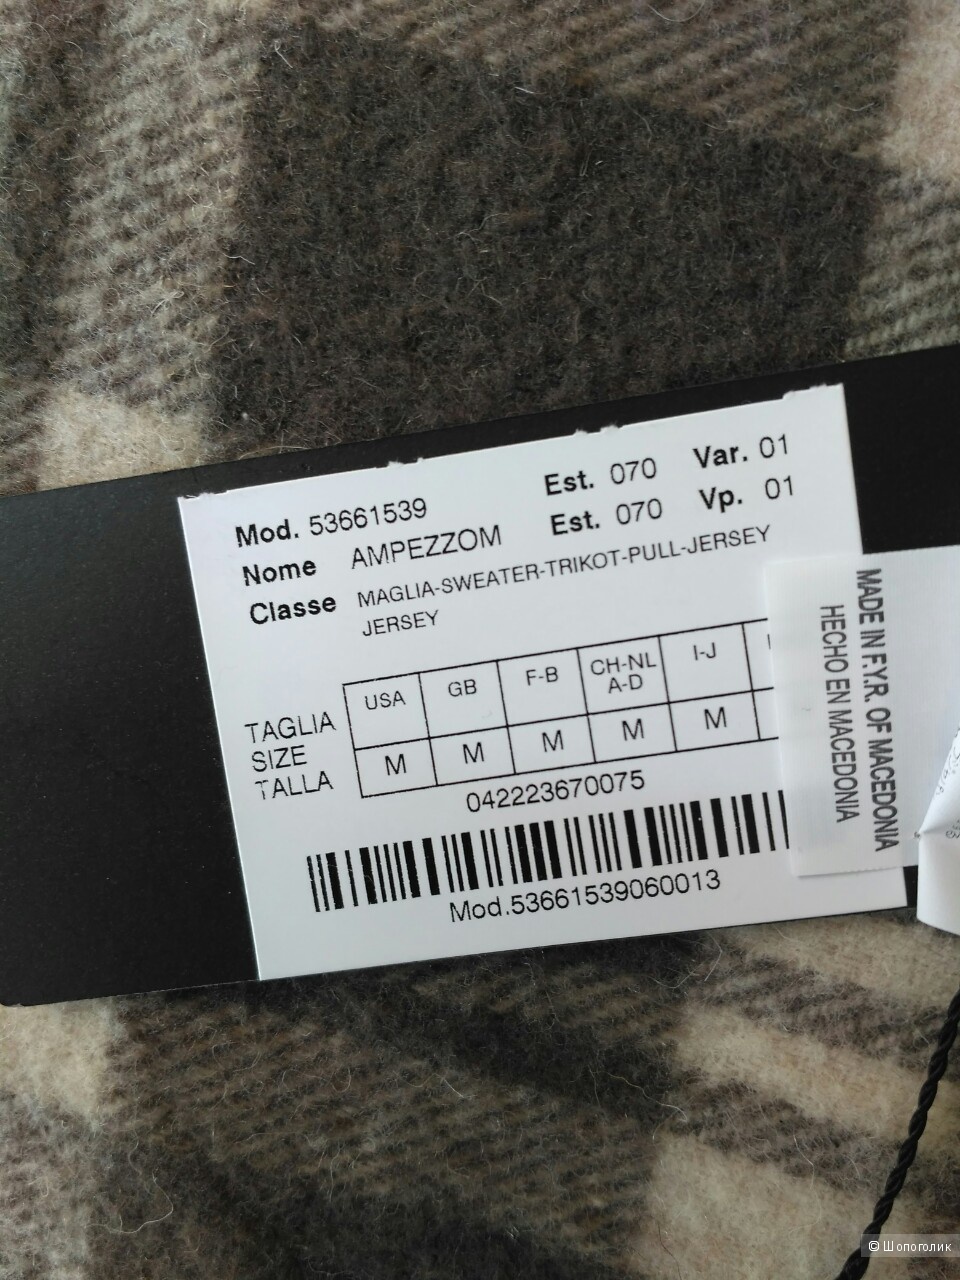 Mod. 53661539 Est. 070 Var. 01
Nome AMPEZZOM Est. 070 Vp. 01
Classe MAGLIA-SWEATER-TRIKOT-PULL-JERSEY
JERSEY
TAGLIA
SIZE
TALLA
USA GB F-B CH-NL A-D I-J
M M M M M
042223670075
Mod.53661539060013
MADE IN F.Y.R. OF MACEDONIA
HECHO EN MACEDONIA
© Шопоголик